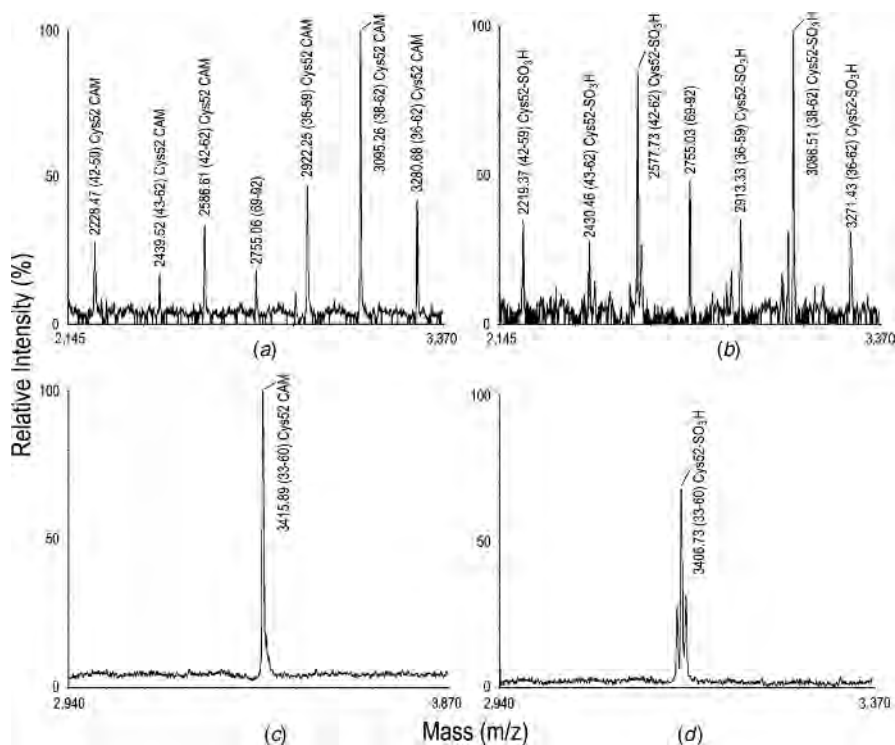 Relative Intensity (%)
100
50
0
2228.47 (42-50) Cys52 CAM
2439.52 (43-62) Cys52 CAM
2586.61 (42-62) Cys52 CAM
2755.06 (69-92)
2922.25 (36-59) Cys52 CAM
3095.26 (38-62) Cys52 CAM
3280.68 (36-62) Cys52 CAM
2.145
3.370
(a)
100
50
0
2219.37 (42-59) Cys52-SO3H
2430.46 (43-62) Cys52-SO3H
2577.73 (42-62) Cys52-SO3H
2755.03 (69-92)
2913.33 (36-59) Cys52-SO3H
3086.51 (38-62) Cys52-SO3H
3271.43 (36-62) Cys52-SO3H
2.145
3.370
(b)
100
50
0
3415.89 (33-60) Cys52 CAM
2.940
(c)
100
50
0
3406.73 (33-60) Cys52-SO3H
2.940
3.370
(d)
Mass (m/z)